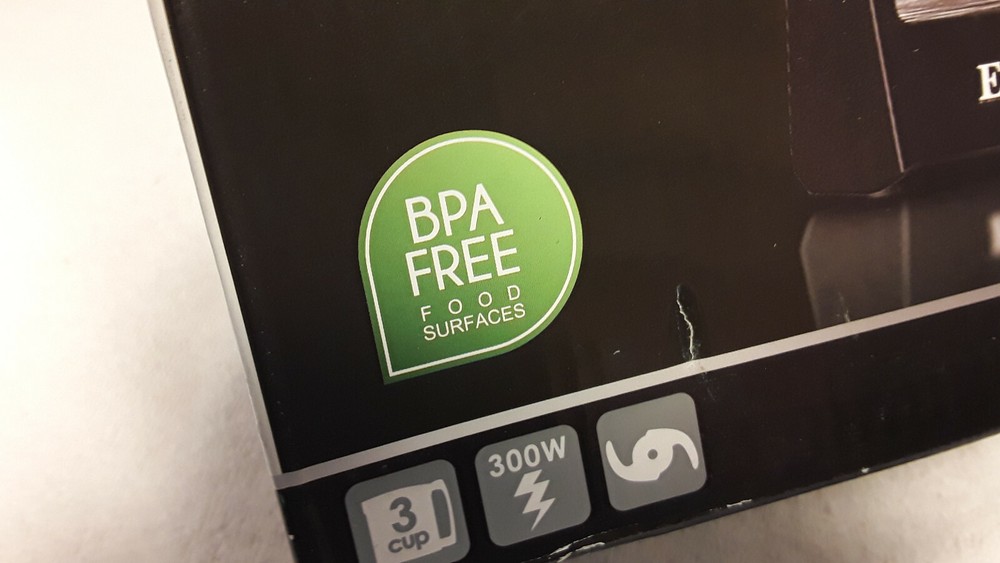 E
BPA
FREE
FOOD
SURFACES
300W
3
cup